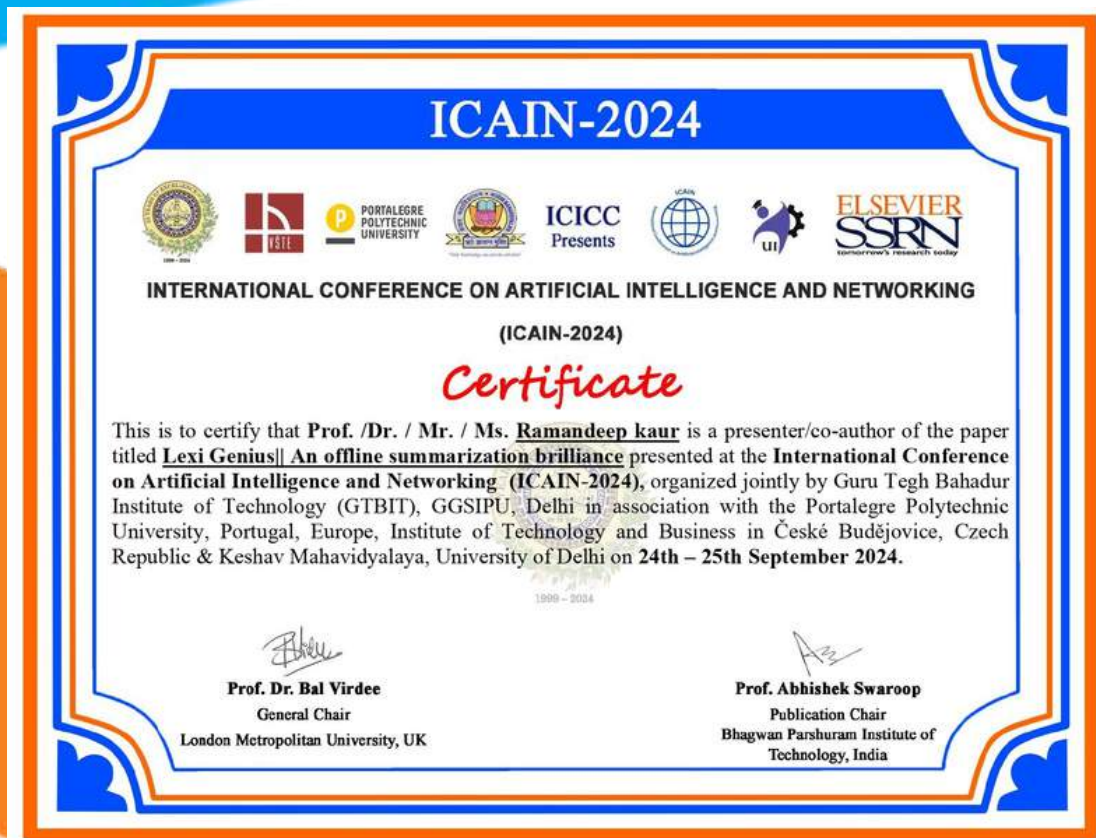 ICAIN-2024
1999 - 2024
VŠTE
P PORTALEGRE
POLYTECHNIC
UNIVERSITY
ICICC
Presents
ICAIN
UI
ELSEVIER
SSRN
tomorrow's research today
INTERNATIONAL CONFERENCE ON ARTIFICIAL INTELLIGENCE AND NETWORKING
(ICAIN-2024)
Certificate
This is to certify that Prof. /Dr. / Mr. / Ms. Ramandeep kaur is a presenter/co-author of the paper
titled Lexi Genius|| An offline summarization brilliance presented at the International Conference
on Artificial Intelligence and Networking (ICAIN-2024), organized jointly by Guru Tegh Bahadur
Institute of Technology (GTBIT), GGSIPU, Delhi in association with the Portalegre Polytechnic
University, Portugal, Europe, Institute of Technology and Business in České Budějovice, Czech
Republic & Keshav Mahavidyalaya, University of Delhi on 24th – 25th September 2024.
1999 – 2024
Prof. Dr. Bal Virdee
General Chair
London Metropolitan University, UK
Prof. Abhishek Swaroop
Publication Chair
Bhagwan Parshuram Institute of
Technology, India